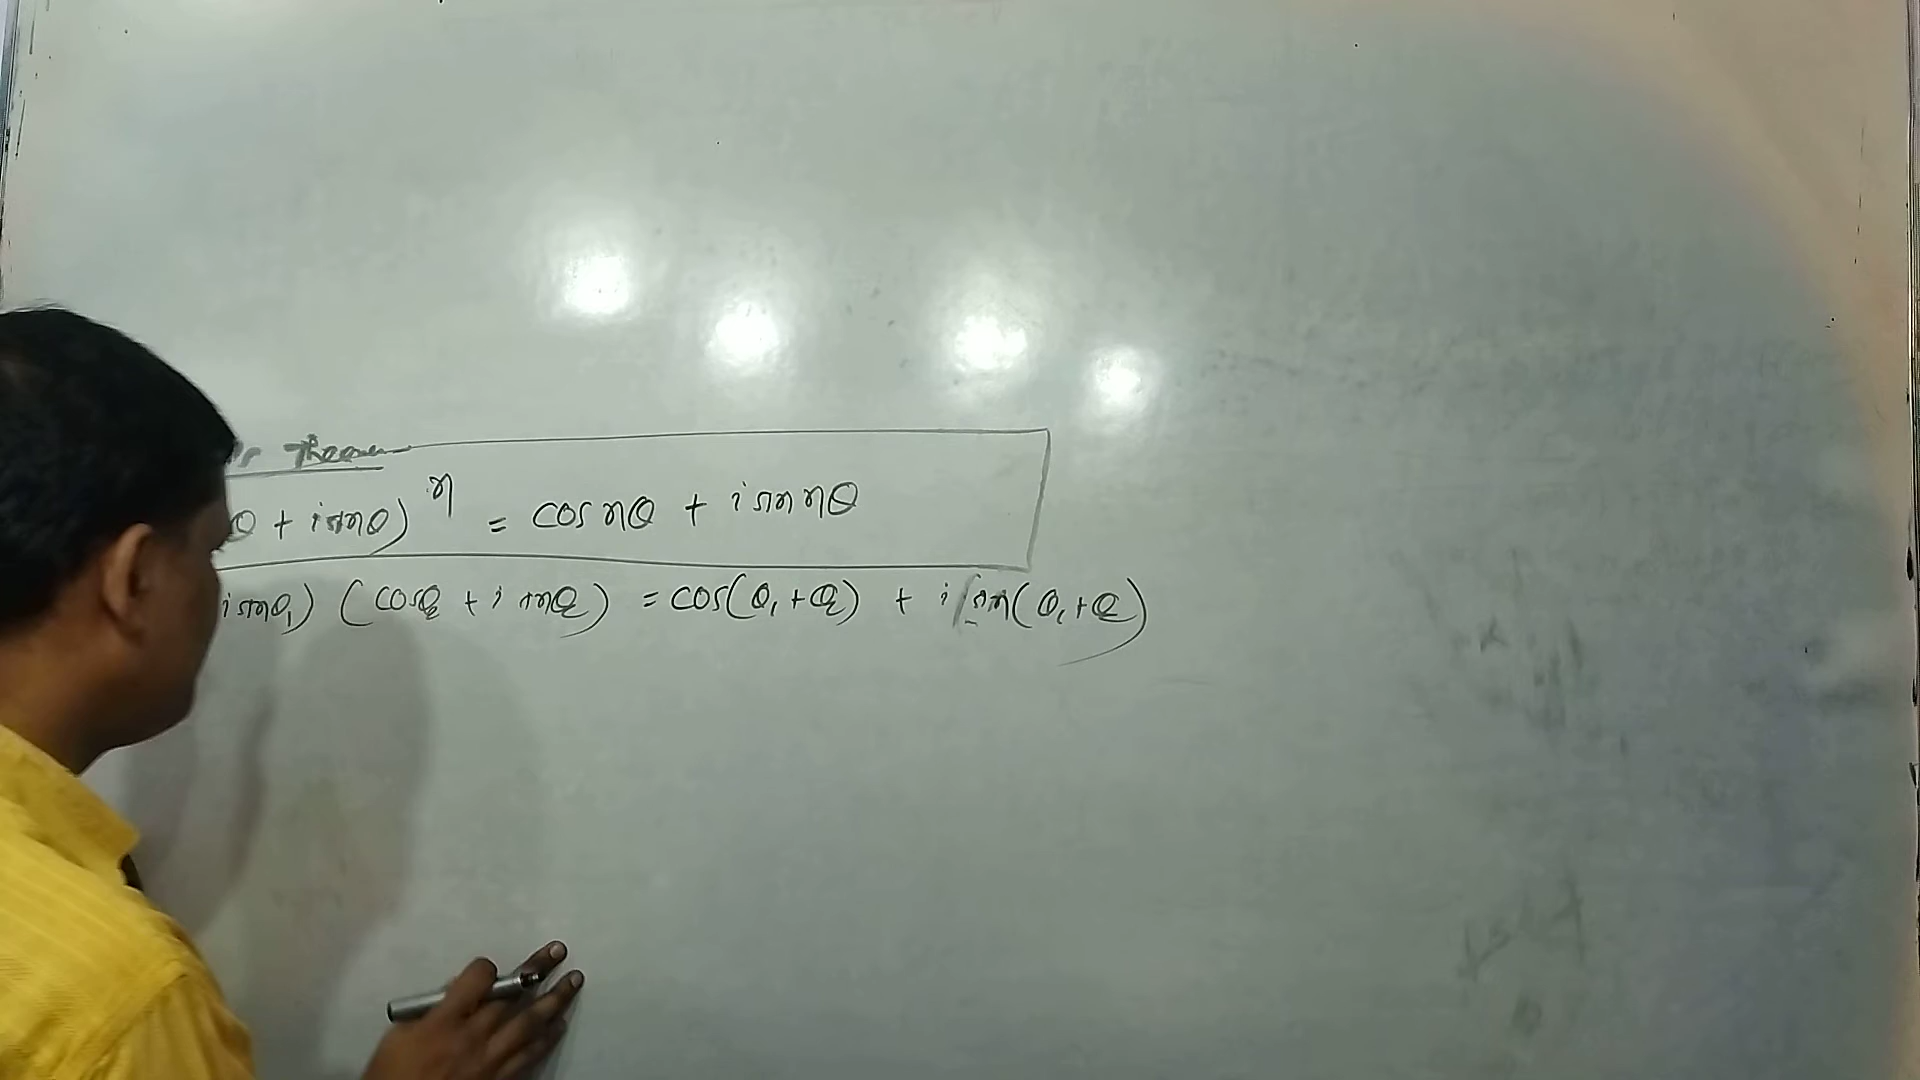 Theorem
θ + i sin θ)^n = cos nθ + i sin nθ
i sin θ₁) (cos θ₂ + i sin θ₂) = cos(θ₁ + θ₂) + i sin(θ₁ + θ₂)